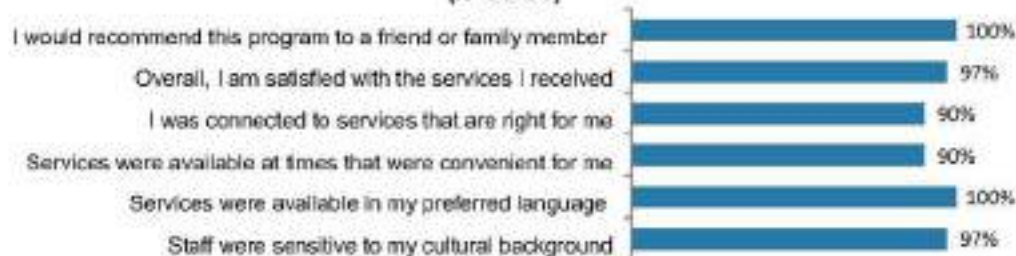 I would recommend this program to a friend or family member 100%
Overall, I am satisfied with the services I received 97%
I was connected to services that are right for me 90%
Services were available at times that were convenient for me 90%
Services were available in my preferred language 100%
Staff were sensitive to my cultural background 97%